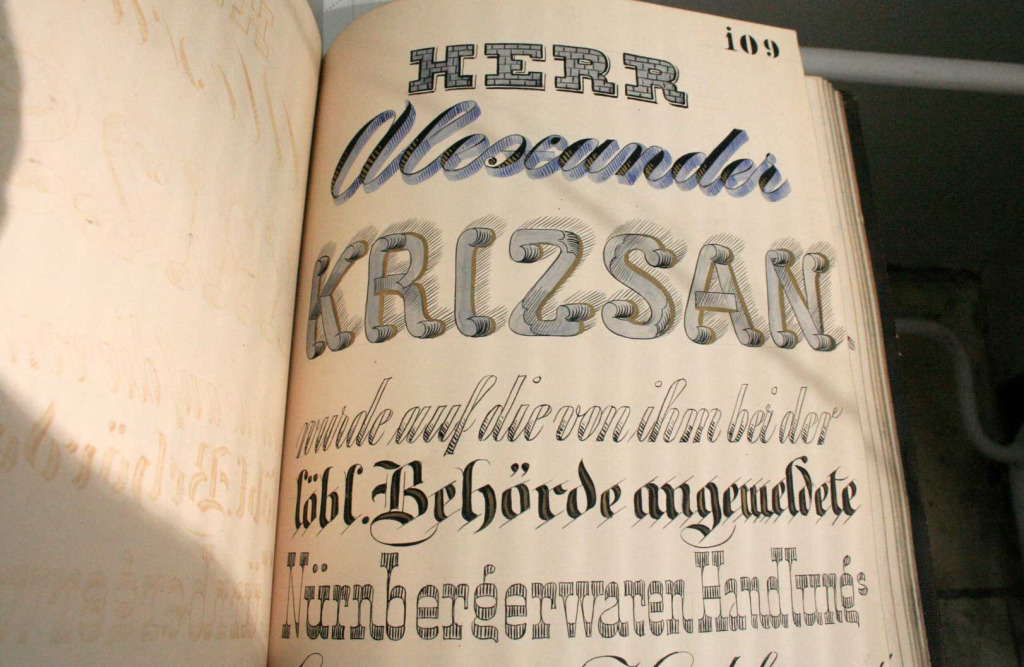 109
HERR
Alexander
KRIZSAN.
wurde auf die von ihm bei der
löbl. Behörde angemeldete
Nürnbergerwaren Handlungs